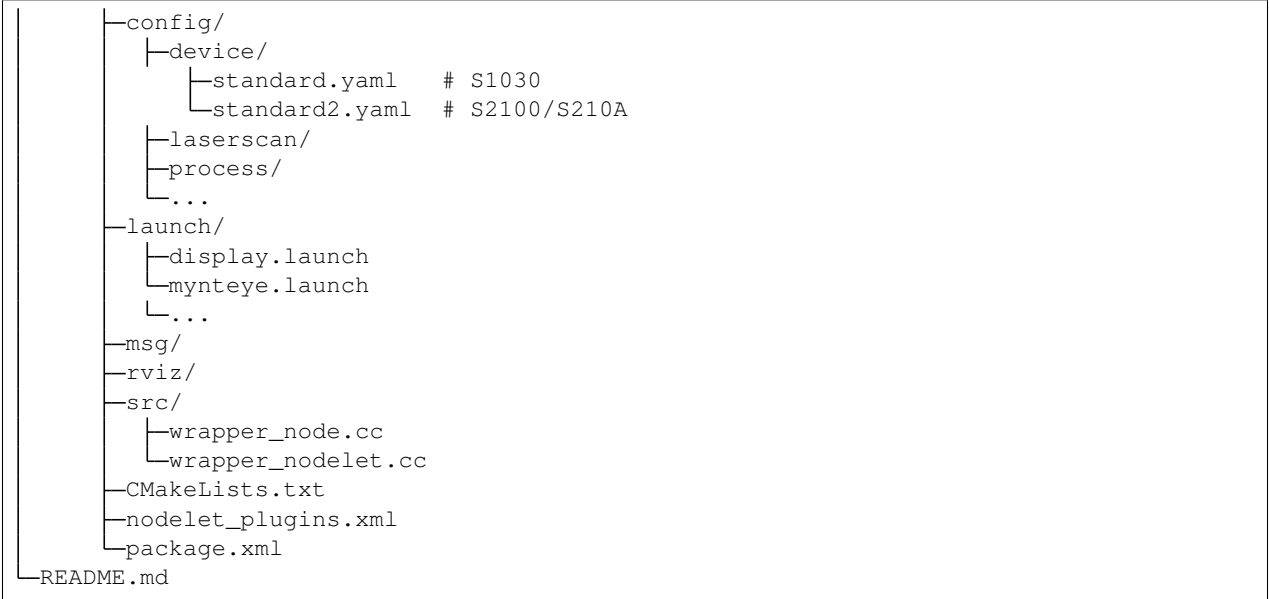 │      ├─config/
│      │  ├─device/
│      │  │  ├─standard.yaml   # S1030
│      │  │  └─standard2.yaml  # S2100/S210A
│      │  ├─laserscan/
│      │  ├─process/
│      │  └─...
│      ├─launch/
│      │  ├─display.launch
│      │  └─mynteye.launch
│      │  └─...
│      ├─msg/
│      ├─rviz/
│      ├─src/
│      │  ├─wrapper_node.cc
│      │  └─wrapper_nodelet.cc
│      ├─CMakeLists.txt
│      ├─nodelet_plugins.xml
│      └─package.xml
└─README.md